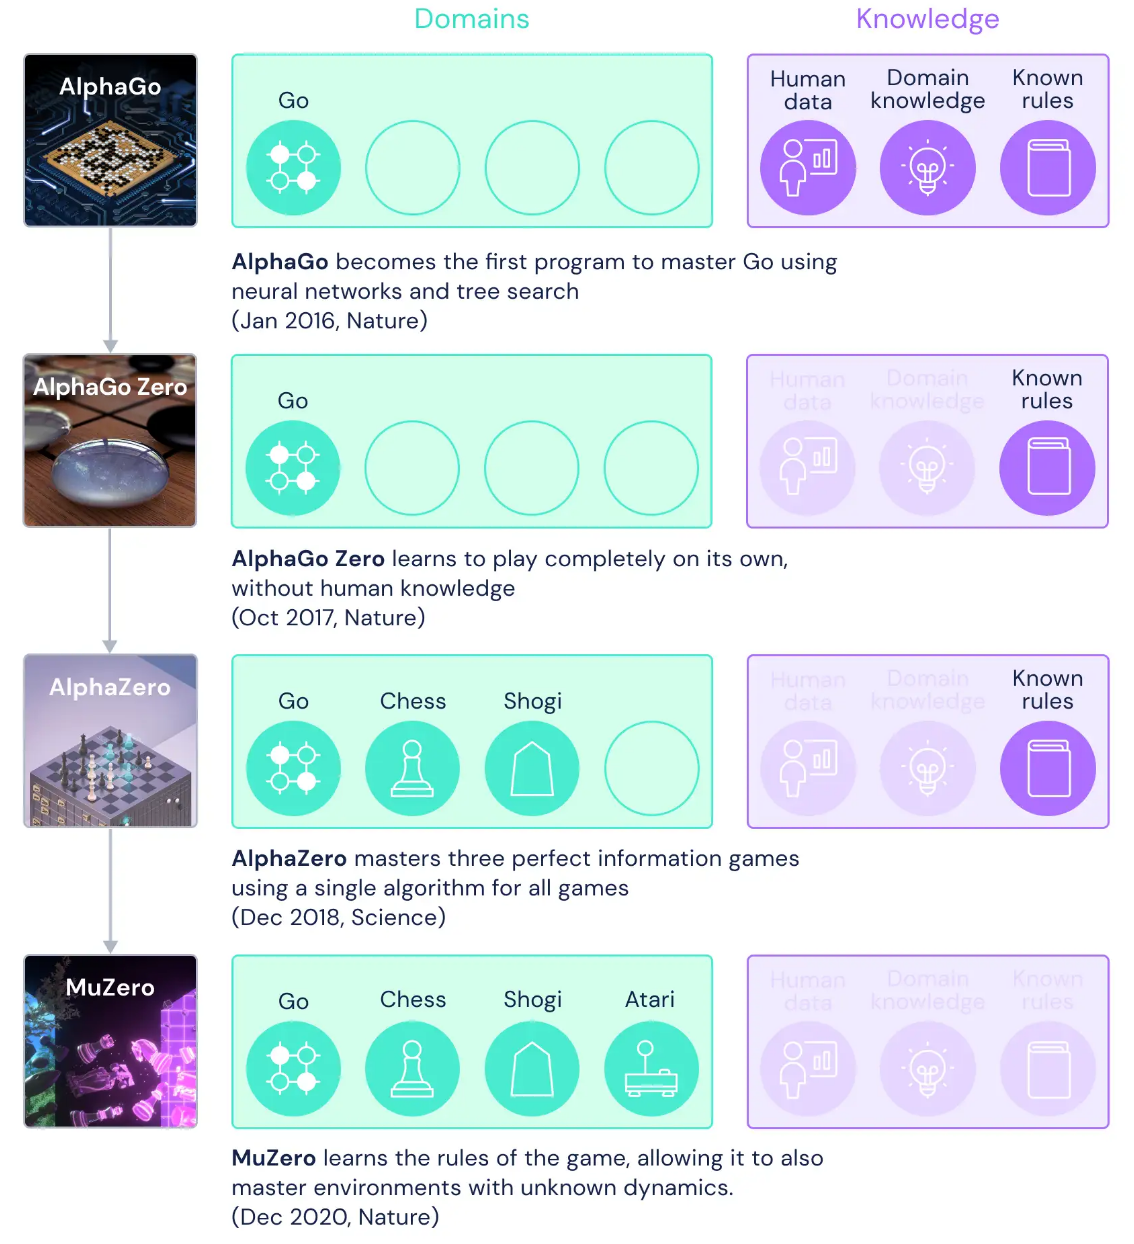 Domains
Knowledge
AlphaGo
Go
Human
data
Domain
knowledge
Known
rules
AlphaGo becomes the first program to master Go using
neural networks and tree search
(Jan 2016, Nature)
AlphaGo Zero
Go
Human
data
Domain
knowledge
Known
rules
AlphaGo Zero learns to play completely on its own,
without human knowledge
(Oct 2017, Nature)
AlphaZero
Go
Chess
Shogi
Human
data
Domain
knowledge
Known
rules
AlphaZero masters three perfect information games
using a single algorithm for all games
(Dec 2018, Science)
MuZero
Go
Chess
Shogi
Atari
Human
data
Domain
knowledge
Known
rules
MuZero learns the rules of the game, allowing it to also
master environments with unknown dynamics.
(Dec 2020, Nature)